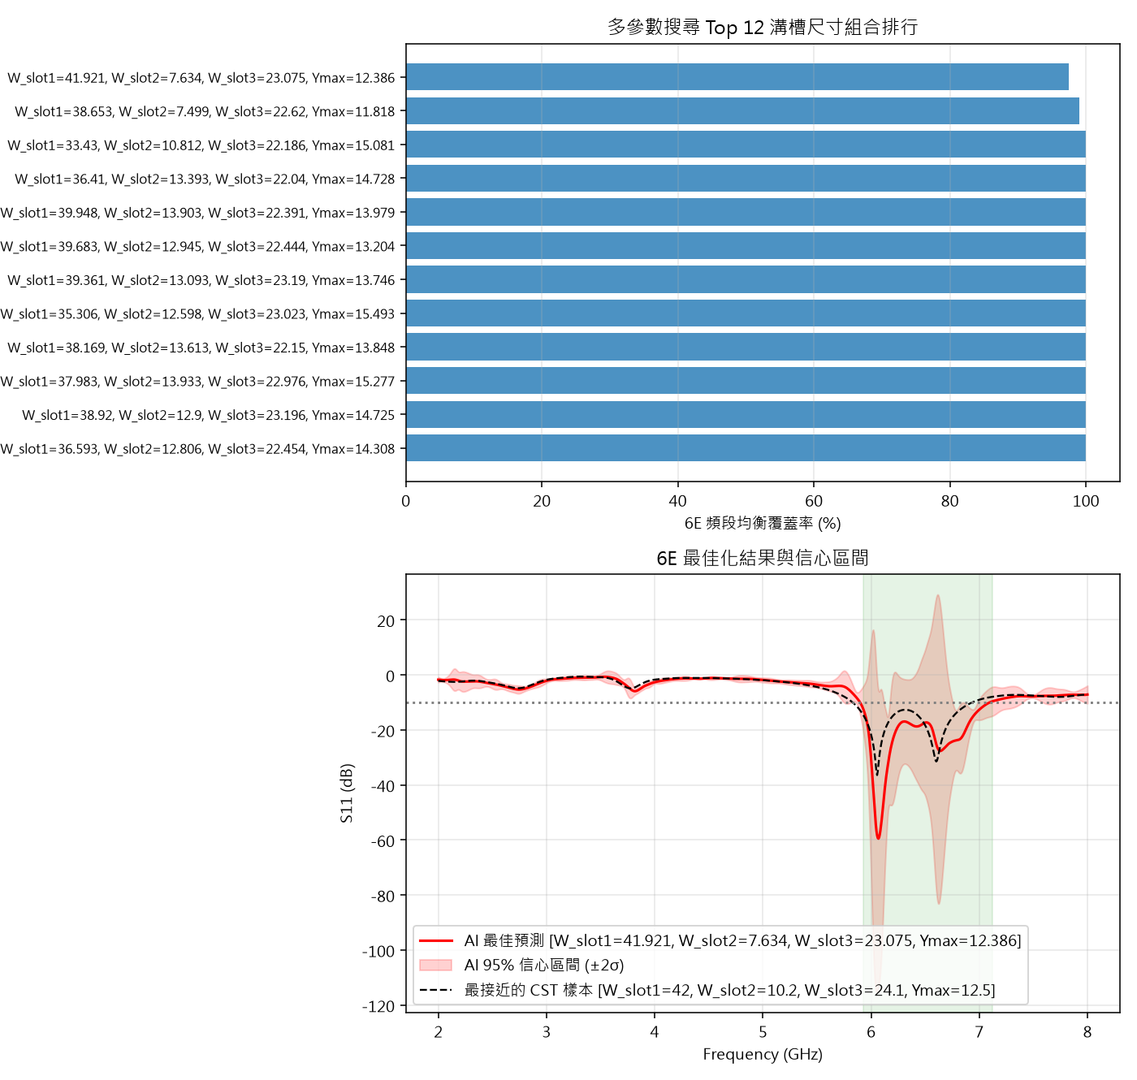 多參數搜尋 Top 12 溝槽尺寸組合排行
W_slot1=41.921, W_slot2=7.634, W_slot3=23.075, Ymax=12.386
W_slot1=38.653, W_slot2=7.499, W_slot3=22.62, Ymax=11.818
W_slot1=33.43, W_slot2=10.812, W_slot3=22.186, Ymax=15.081
W_slot1=36.41, W_slot2=13.393, W_slot3=22.04, Ymax=14.728
W_slot1=39.948, W_slot2=13.903, W_slot3=22.391, Ymax=13.979
W_slot1=39.683, W_slot2=12.945, W_slot3=22.444, Ymax=13.204
W_slot1=39.361, W_slot2=13.093, W_slot3=23.19, Ymax=13.746
W_slot1=35.306, W_slot2=12.598, W_slot3=23.023, Ymax=15.493
W_slot1=38.169, W_slot2=13.613, W_slot3=22.15, Ymax=13.848
W_slot1=37.983, W_slot2=13.933, W_slot3=22.976, Ymax=15.277
W_slot1=38.92, W_slot2=12.9, W_slot3=23.196, Ymax=14.725
W_slot1=36.593, W_slot2=12.806, W_slot3=22.454, Ymax=14.308
0 20 40 60 80 100
6E 頻段均衡覆蓋率 (%)
6E 最佳化結果與信心區間
20
0
-20
-40
-60
-80
-100
-120
S11 (dB)
AI 最佳預測 [W_slot1=41.921, W_slot2=7.634, W_slot3=23.075, Ymax=12.386]
AI 95% 信心區間 (±2σ)
最接近的 CST 樣本 [W_slot1=42, W_slot2=10.2, W_slot3=24.1, Ymax=12.5]
2 3 4 5 6 7 8
Frequency (GHz)